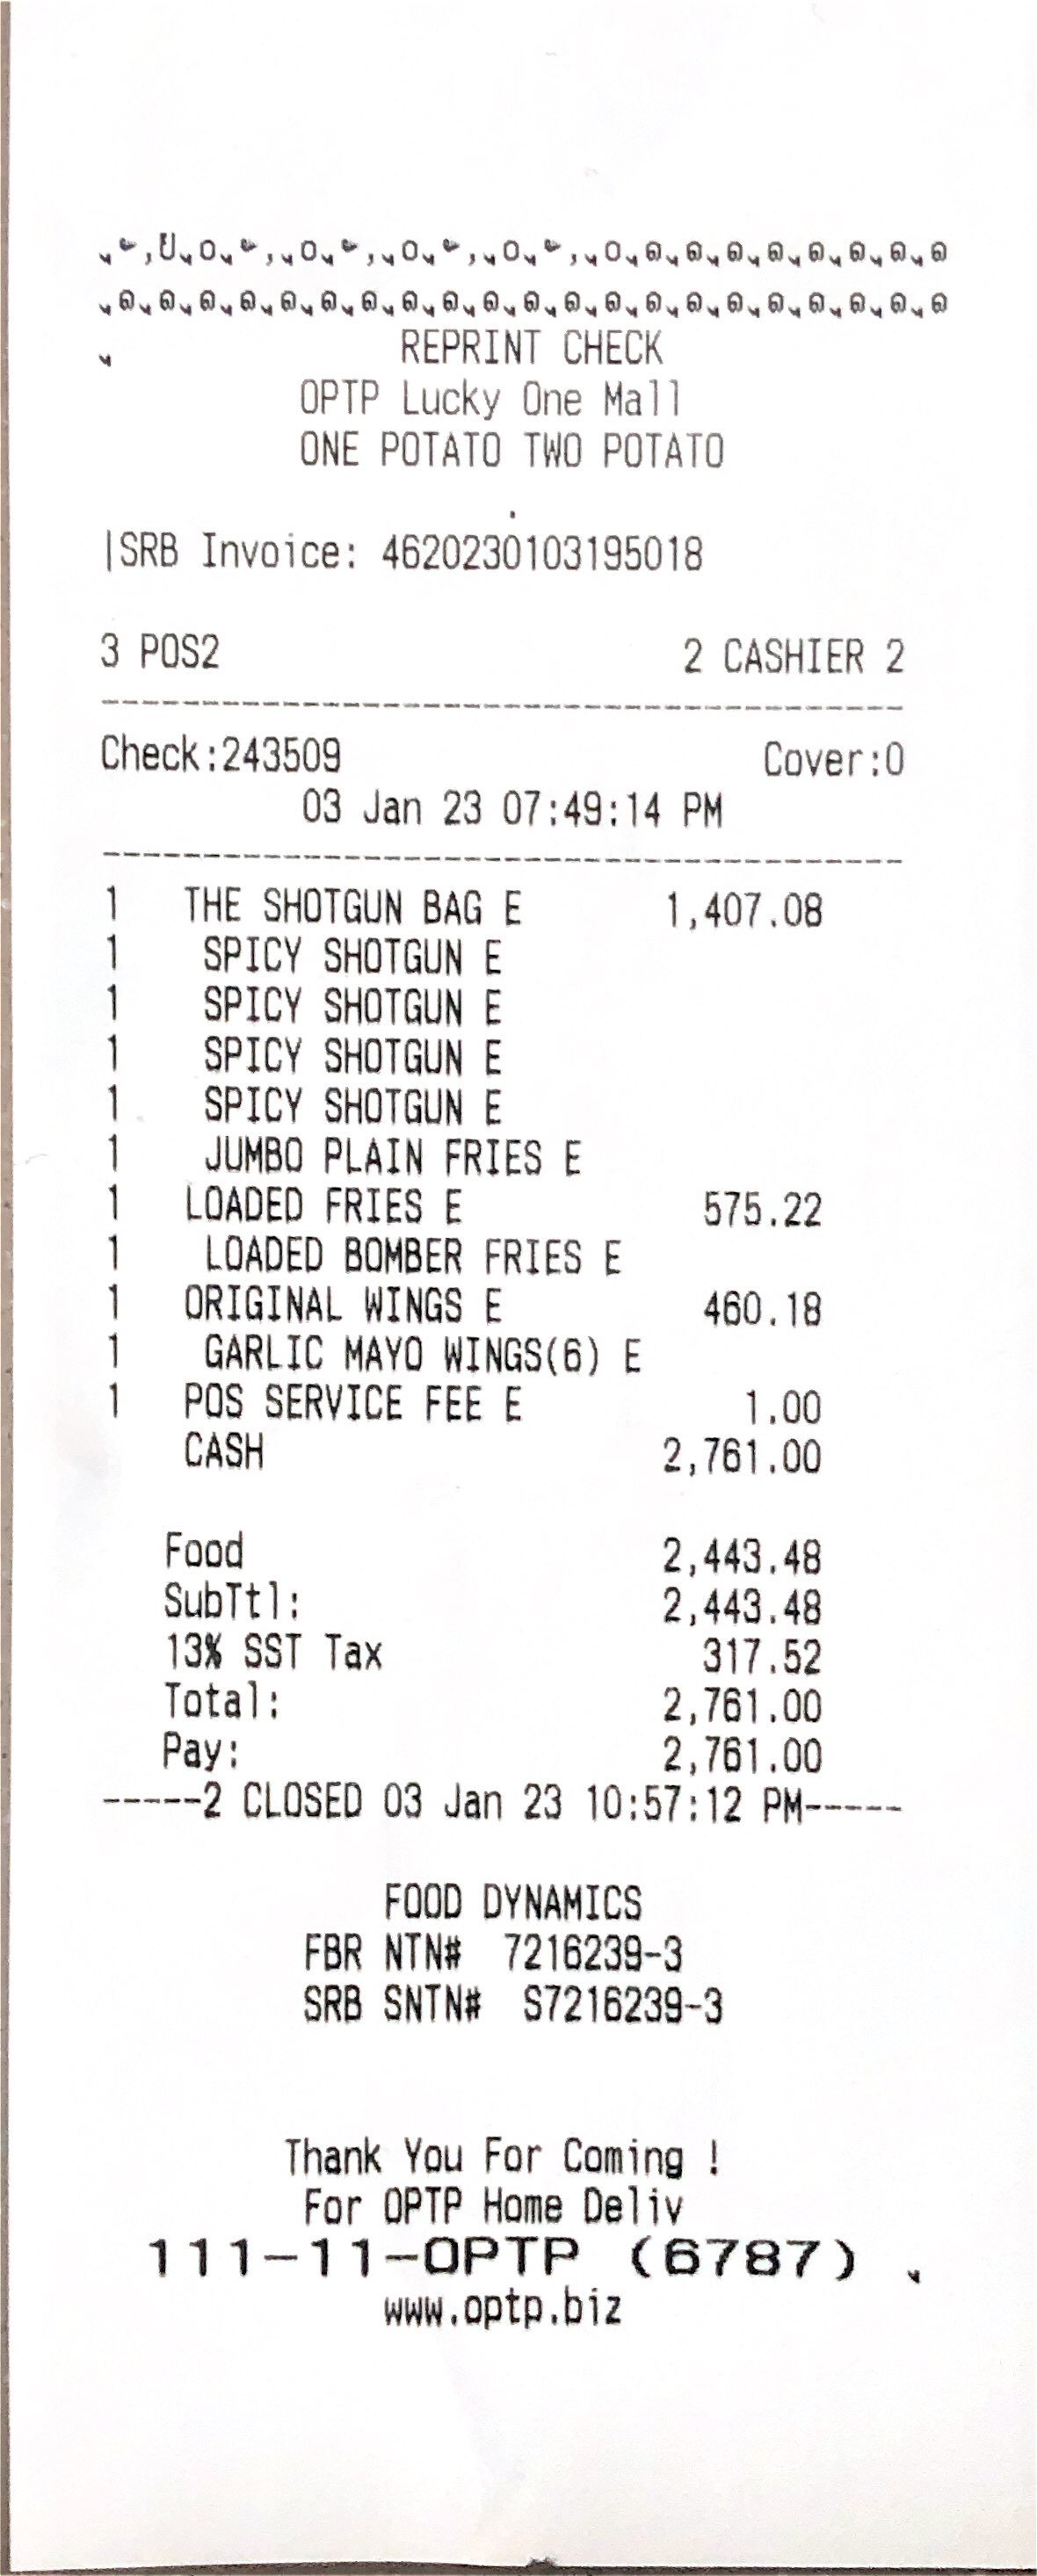 REPRINT CHECK
OPTP Lucky One Mall
ONE POTATO TWO POTATO
.
|SRB Invoice: 4620230103195018
3 POS2 2 CASHIER 2
----------------------------------------
Check:243509 Cover:0
03 Jan 23 07:49:14 PM
----------------------------------------
1 THE SHOTGUN BAG E 1,407.08
1 SPICY SHOTGUN E
1 SPICY SHOTGUN E
1 SPICY SHOTGUN E
1 SPICY SHOTGUN E
1 JUMBO PLAIN FRIES E
1 LOADED FRIES E 575.22
1 LOADED BOMBER FRIES E
1 ORIGINAL WINGS E 460.18
1 GARLIC MAYO WINGS(6) E
1 POS SERVICE FEE E 1.00
CASH 2,761.00
Food 2,443.48
SubTtl: 2,443.48
13% SST Tax 317.52
Total: 2,761.00
Pay: 2,761.00
-----2 CLOSED 03 Jan 23 10:57:12 PM-----
FOOD DYNAMICS
FBR NTN# 7216239-3
SRB SNTN# S7216239-3
Thank You For Coming !
For OPTP Home Deliv
111-11-OPTP (6787)
www.optp.biz